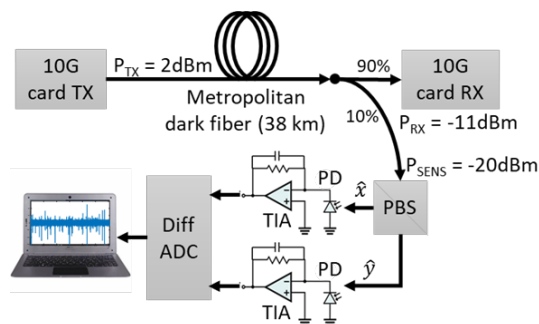 10G
card TX
P_TX = 2dBm
Metropolitan
dark fiber (38 km)
90%
10%
10G
card RX
P_RX = -11dBm
P_SENS = -20dBm
PBS
x̂
ŷ
PD
TIA
PD
TIA
Diff
ADC